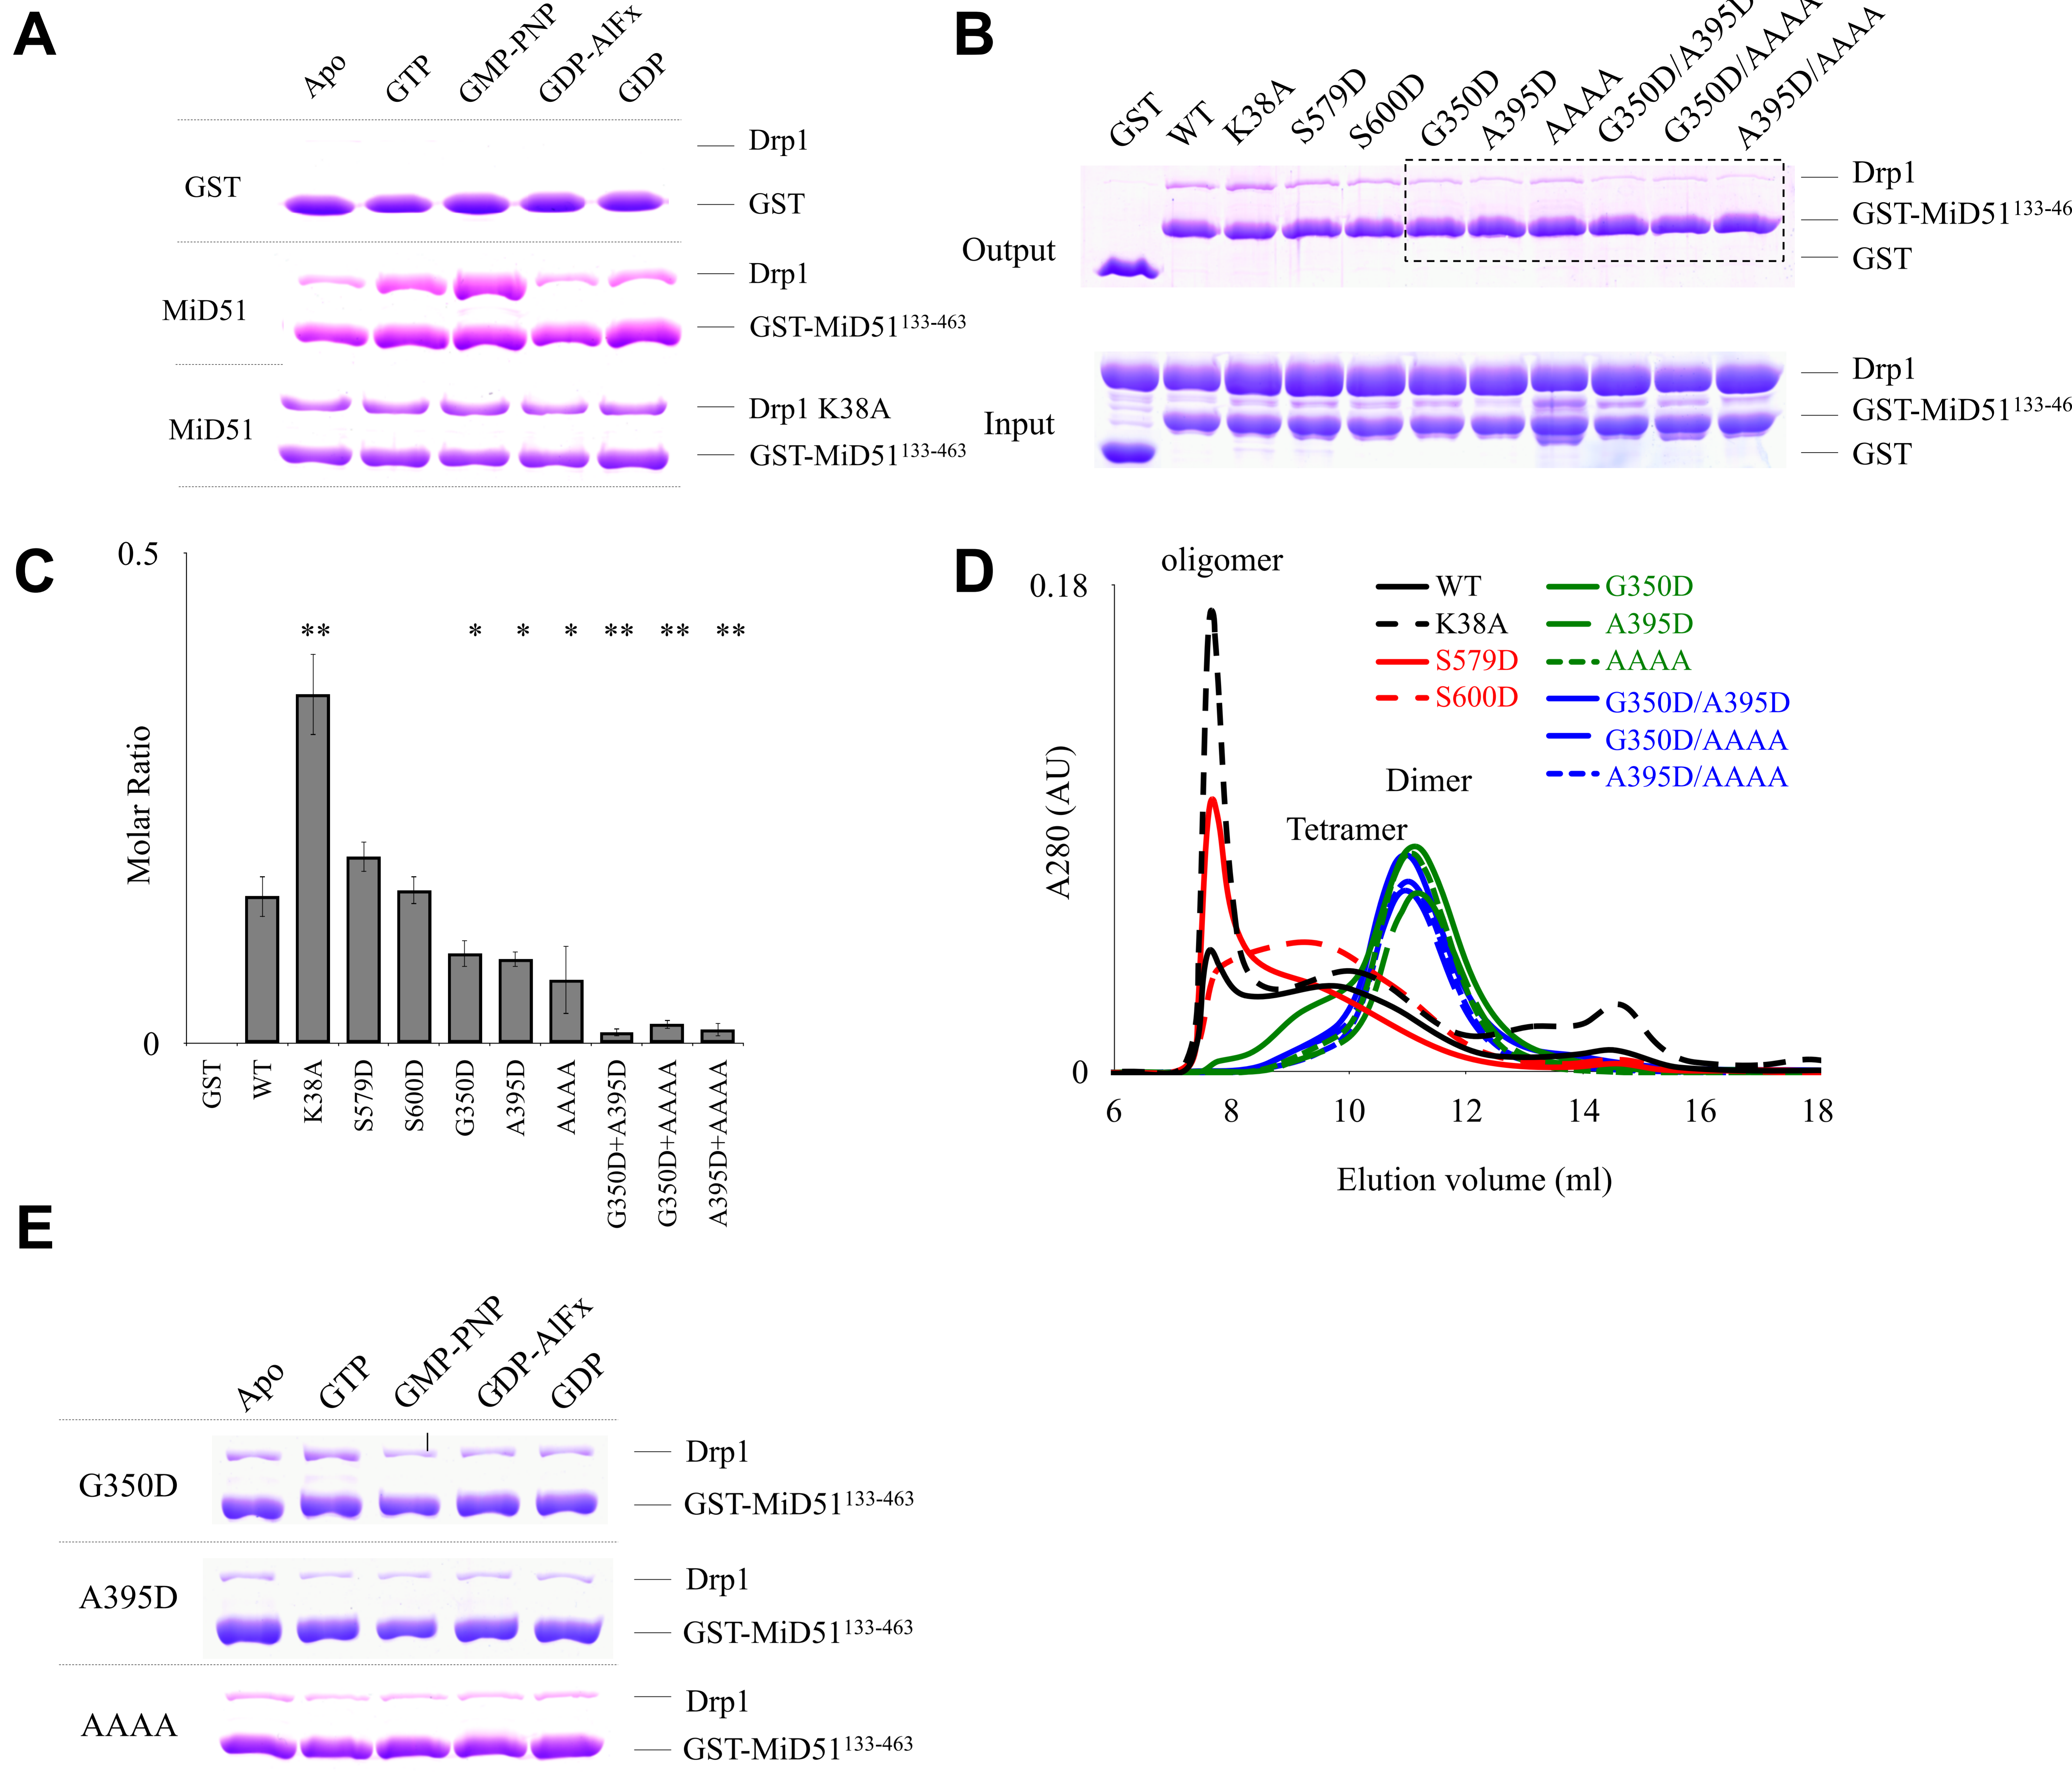 A
Apo GTP GMP-PNP GDP-AlFx GDP
GST
Drp1
GST
MiD51
Drp1
GST-MiD51133-463
MiD51
Drp1 K38A
GST-MiD51133-463
B
GST WT K38A S579D S600D G350D A395D AAAA G350D/A395D G350D/AAAA A395D/AAAA
Output
Drp1
GST-MiD51133-46
GST
Input
Drp1
GST-MiD51133-46
GST
C
0.5
Molar Ratio
0
** * * * ** ** **
GST WT K38A S579D S600D G350D A395D AAAA G350D+A395D G350D+AAAA A395D+AAAA
D
oligomer
0.18
WT
K38A
S579D
S600D
G350D
A395D
AAAA
G350D/A395D
G350D/AAAA
A395D/AAAA
Dimer
Tetramer
A280 (AU)
0
6 8 10 12 14 16 18
Elution volume (ml)
E
Apo GTP GMP-PNP GDP-AlFx GDP
G350D
Drp1
GST-MiD51133-463
A395D
Drp1
GST-MiD51133-463
AAAA
Drp1
GST-MiD51133-463